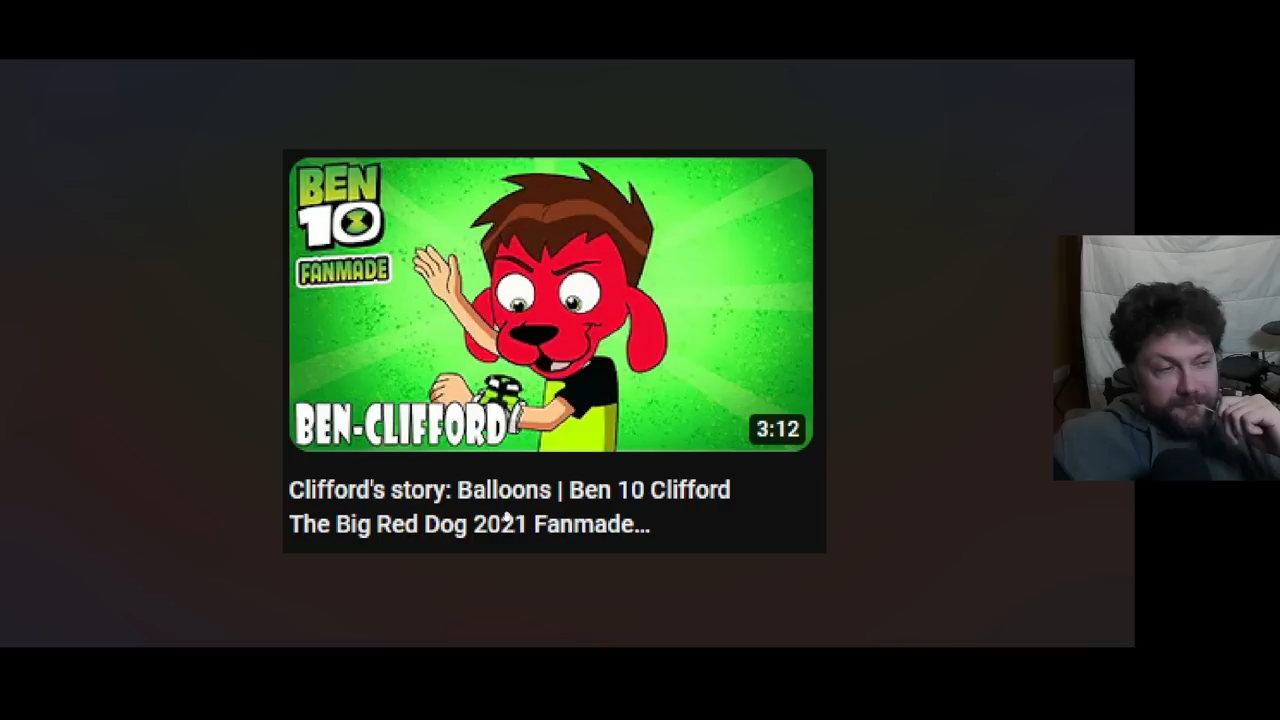 BEN
10
FANMADE
BEN-CLIFFORD
3:12
Clifford's story: Balloons | Ben 10 Clifford
The Big Red Dog 2021 Fanmade...